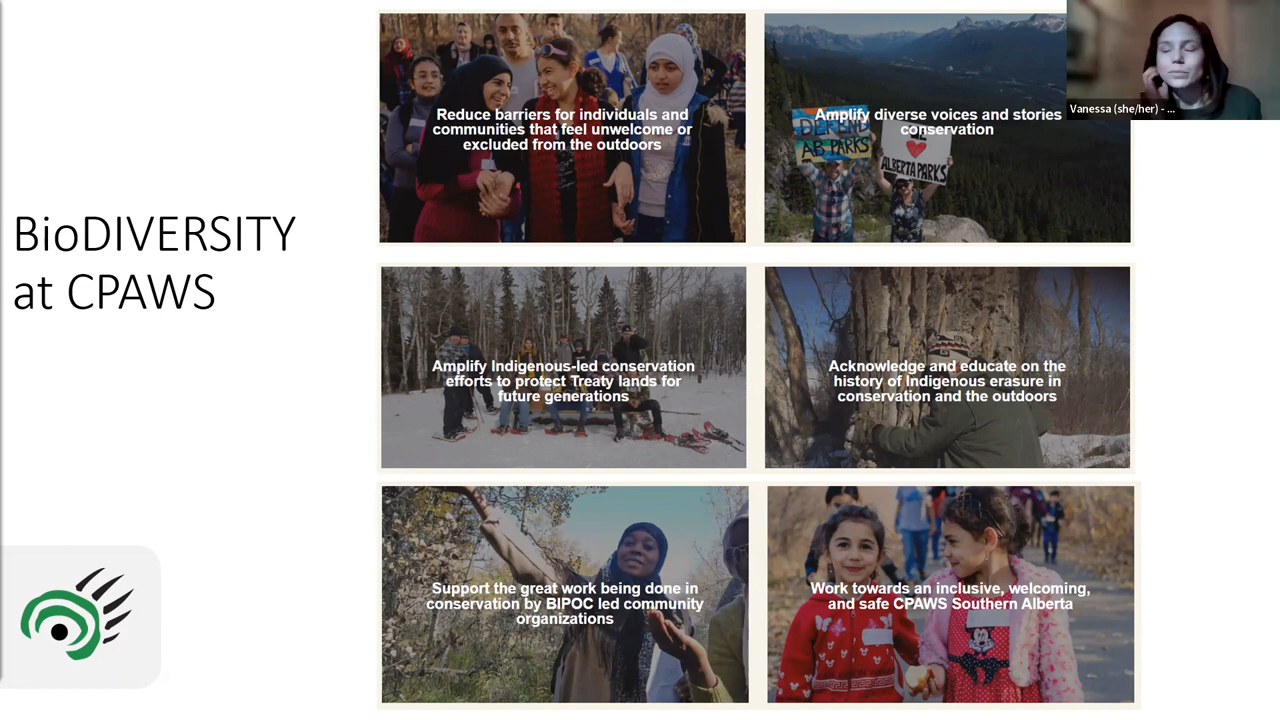 BioDIVERSITY
at CPAWS
Reduce barriers for individuals and
communities that feel unwelcome or
excluded from the outdoors
Amplify diverse voices and stories
conservation
DEFEND
AB PARKS
ALBERTA PARKS
Vanessa (she/her) - ...
Amplify Indigenous-led conservation
efforts to protect Treaty lands for
future generations
Acknowledge and educate on the
history of Indigenous erasure in
conservation and the outdoors
Support the great work being done in
conservation by BIPOC led community
organizations
Work towards an inclusive, welcoming,
and safe CPAWS Southern Alberta